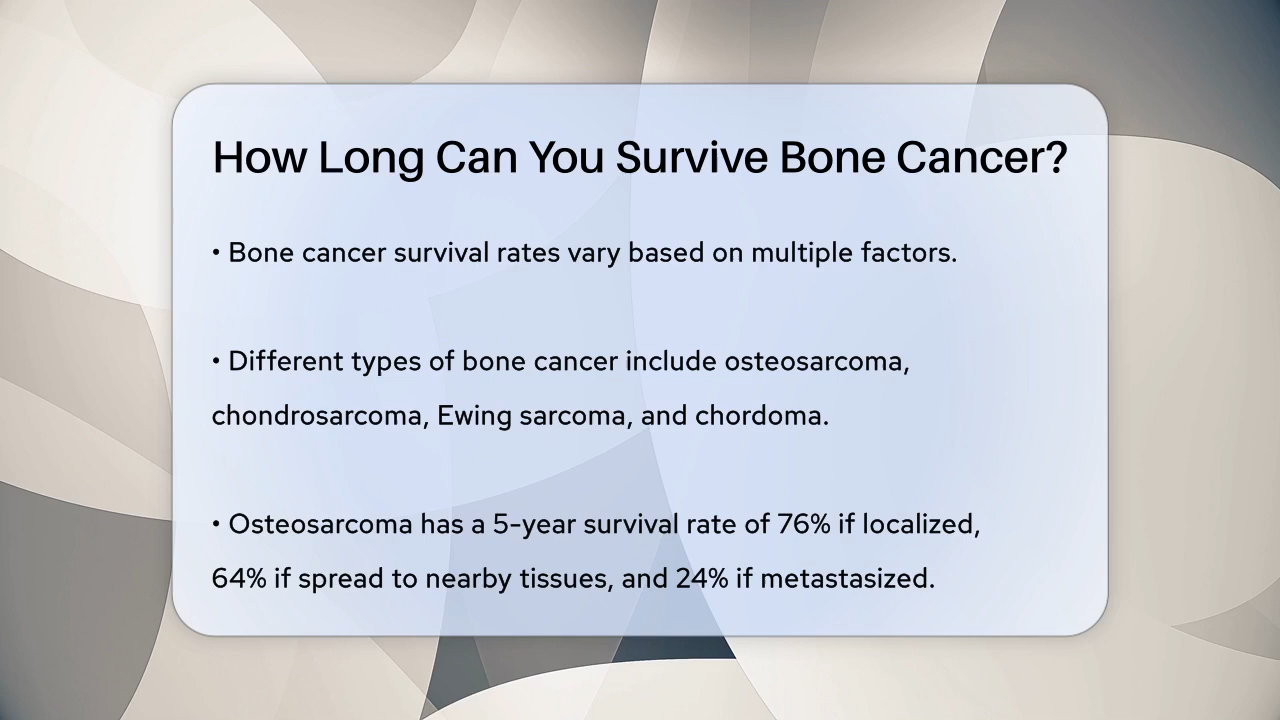 How Long Can You Survive Bone Cancer?
• Bone cancer survival rates vary based on multiple factors.
• Different types of bone cancer include osteosarcoma,
chondrosarcoma, Ewing sarcoma, and chordoma.
• Osteosarcoma has a 5-year survival rate of 76% if localized,
64% if spread to nearby tissues, and 24% if metastasized.